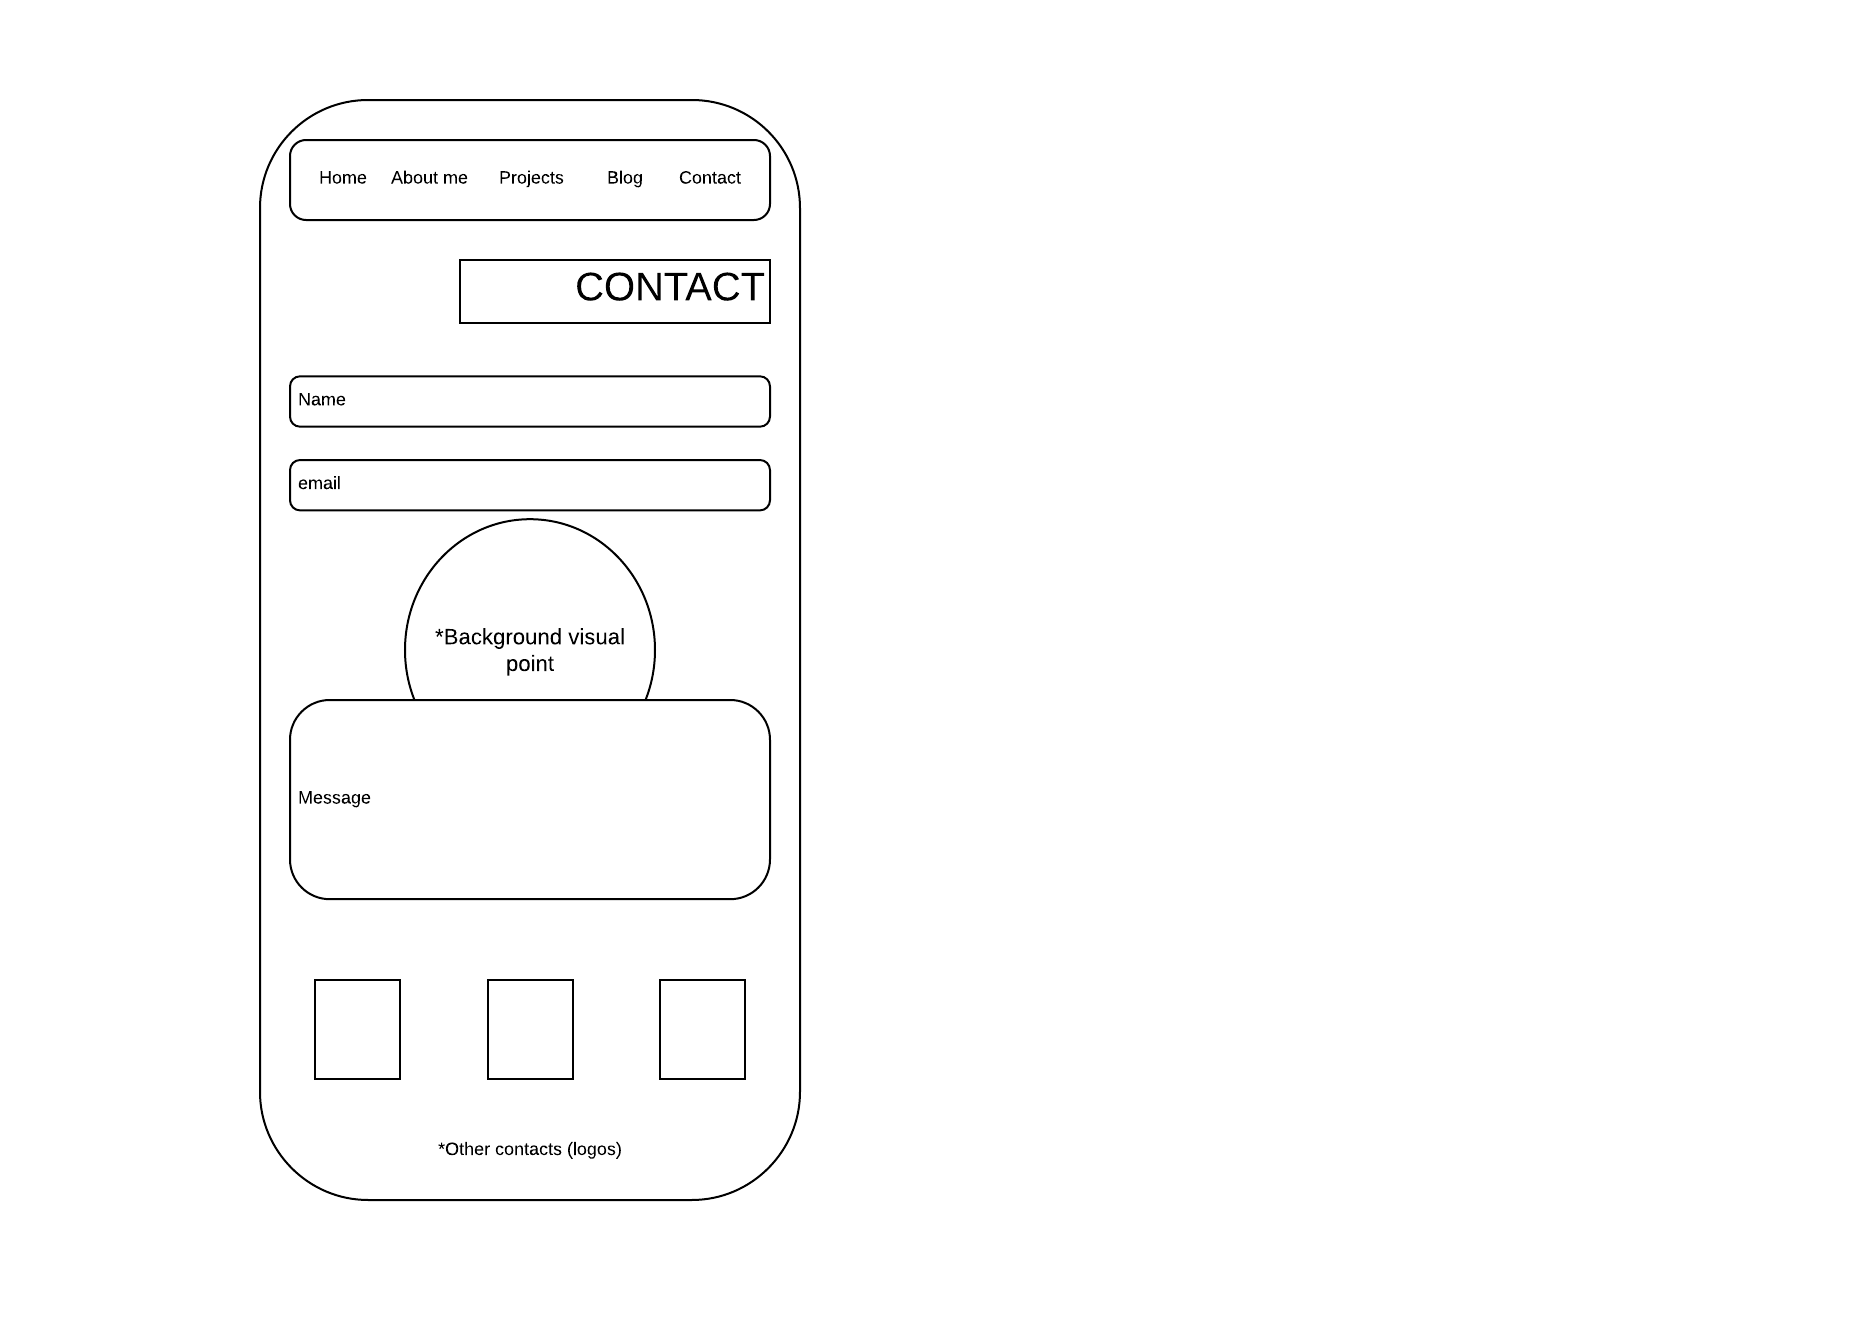 Home About me Projects Blog Contact
CONTACT
Name
email
*Background visual
point
Message
*Other contacts (logos)